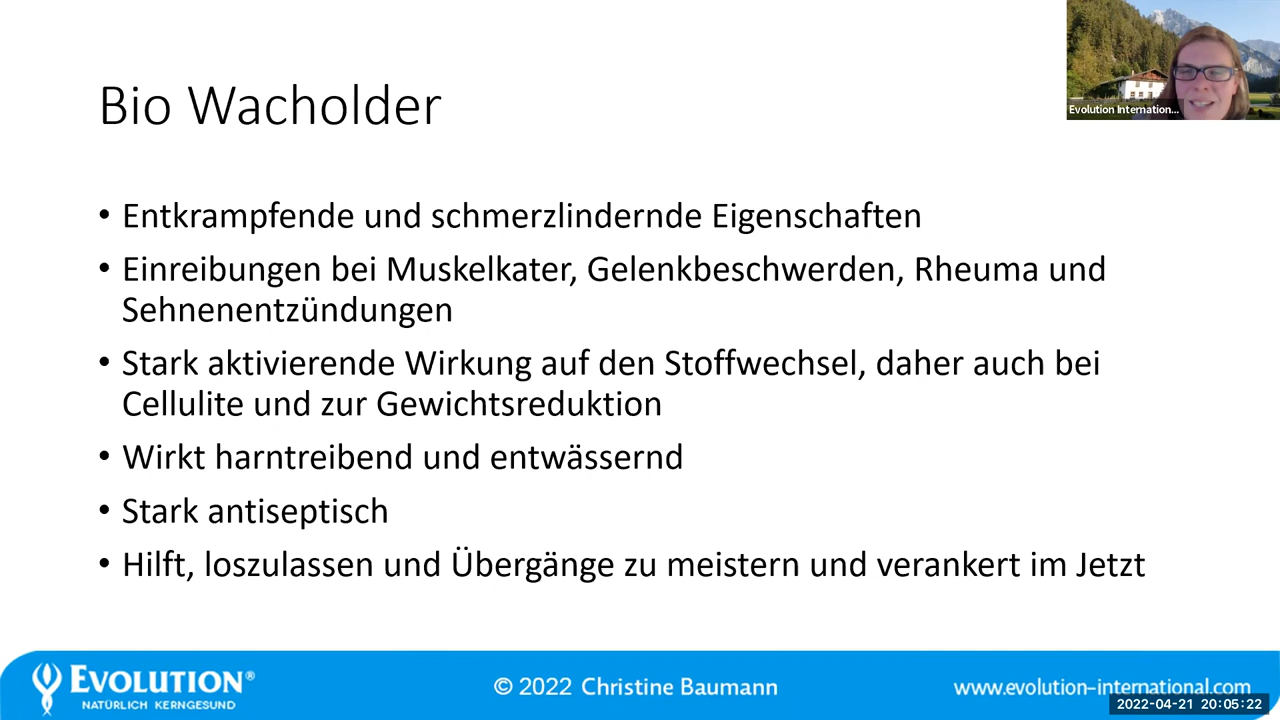 Bio Wacholder
Evolution Internation...
• Entkrampfende und schmerzlindernde Eigenschaften
• Einreibungen bei Muskelkater, Gelenkbeschwerden, Rheuma und
Sehnenentzündungen
• Stark aktivierende Wirkung auf den Stoffwechsel, daher auch bei
Cellulite und zur Gewichtsreduktion
• Wirkt harntreibend und entwässernd
• Stark antiseptisch
• Hilft, loszulassen und Übergänge zu meistern und verankert im Jetzt
EVOLUTION®
NATÜRLICH KERNGESUND
© 2022 Christine Baumann
www.evolution-international.com
2022-04-21 20:05:22